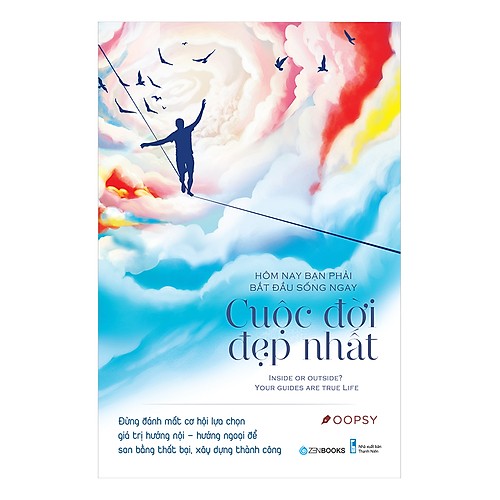 HÔM NAY BẠN PHẢI
BẮT ĐẦU SỐNG NGAY
Cuộc đời
đẹp nhất
INSIDE OR OUTSIDE?
YOUR GUIDES ARE TRUE LIFE
OOPSY
Đừng đánh mất cơ hội lựa chọn
giá trị hướng nội – hướng ngoại để
san bằng thất bại, xây dựng thành công
ZENBOOKS
Nhà xuất bản
Thanh Niên